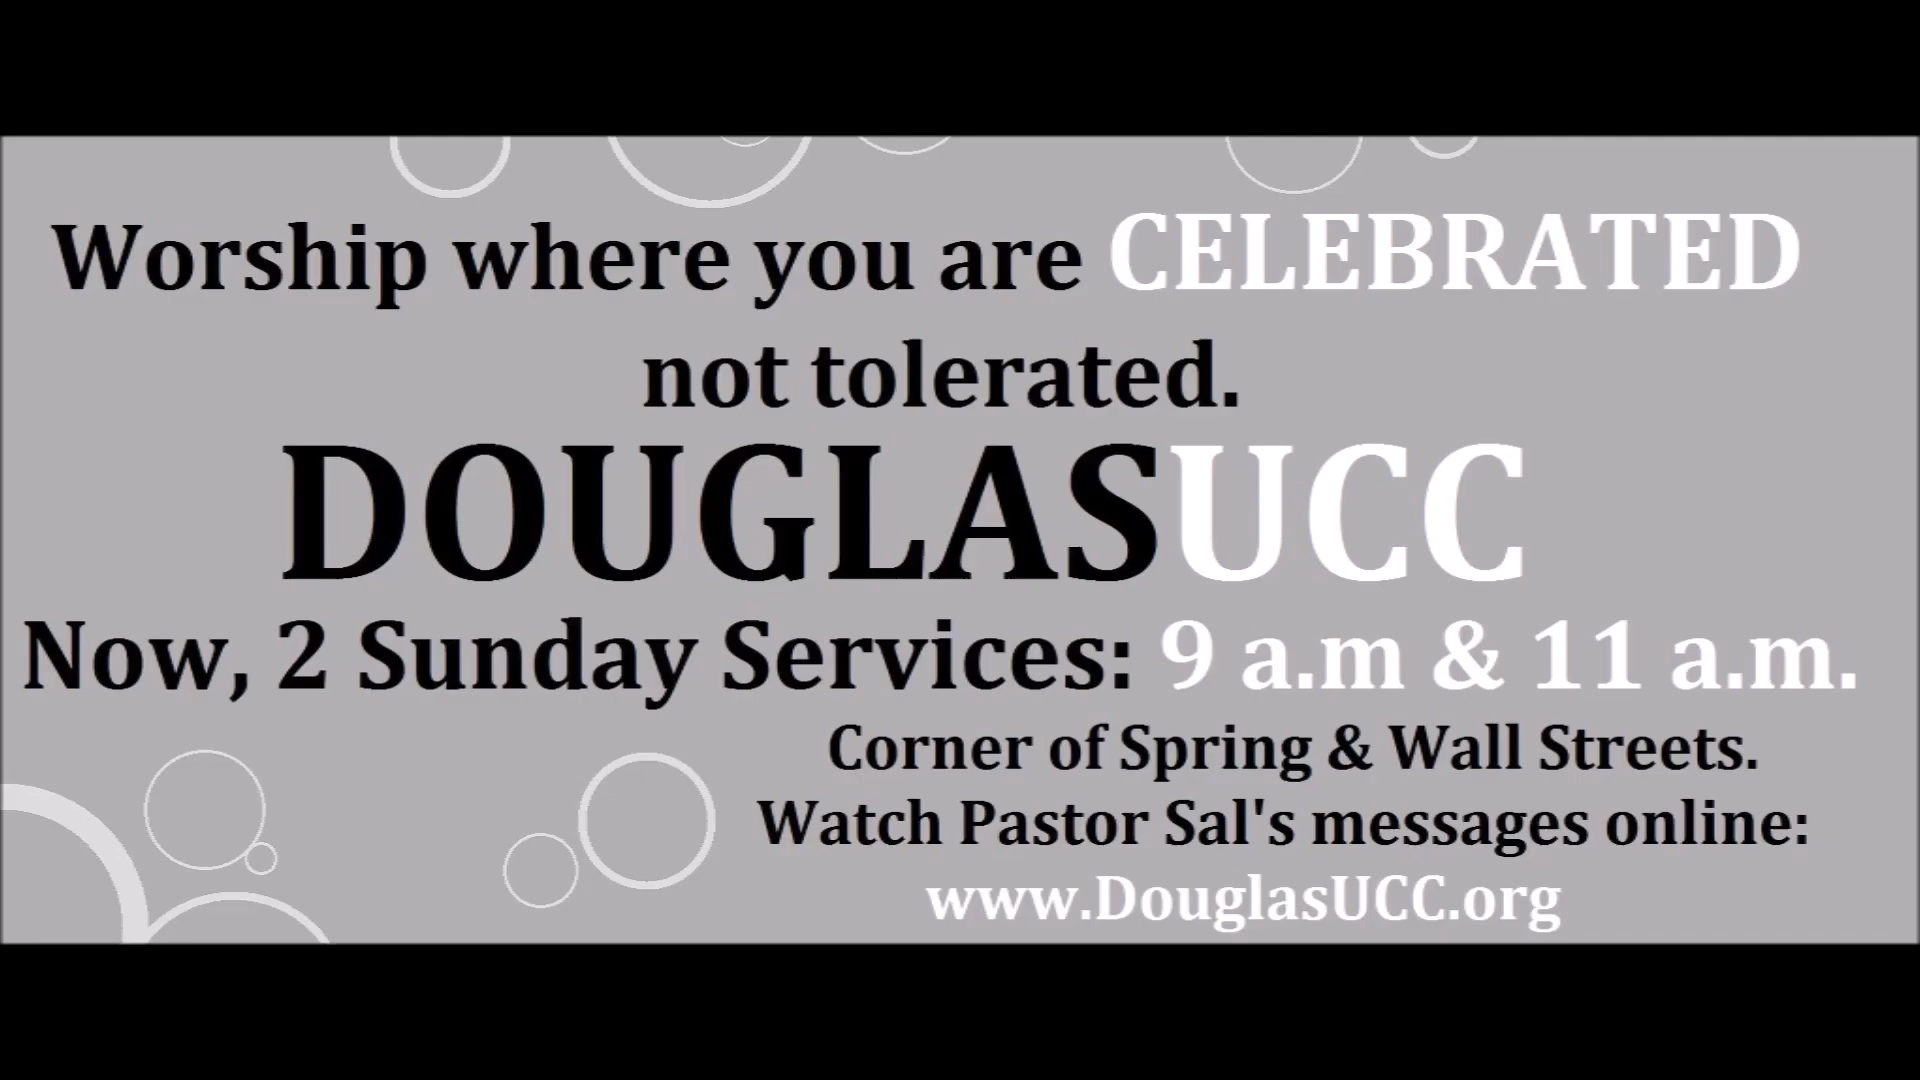 Worship where you are CELEBRATED
not tolerated.
DOUGLASUCC
Now, 2 Sunday Services: 9 a.m & 11 a.m.
Corner of Spring & Wall Streets.
Watch Pastor Sal's messages online:
www.DouglasUCC.org